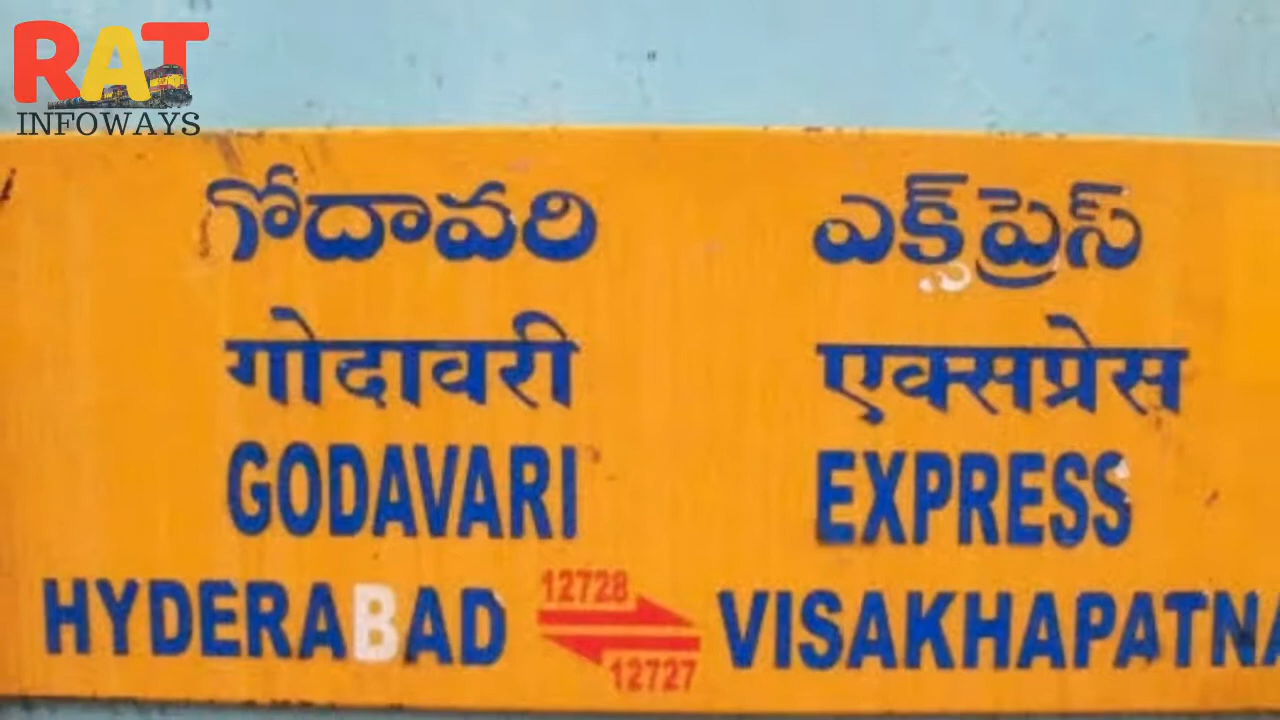 RAT
INFOWAYS
గోదావరి ఎక్స్ప్రెస్
गोदावरी एक्सप्रेस
GODAVARI EXPRESS
12728
HYDERABAD VISAKHAPATNA
12727